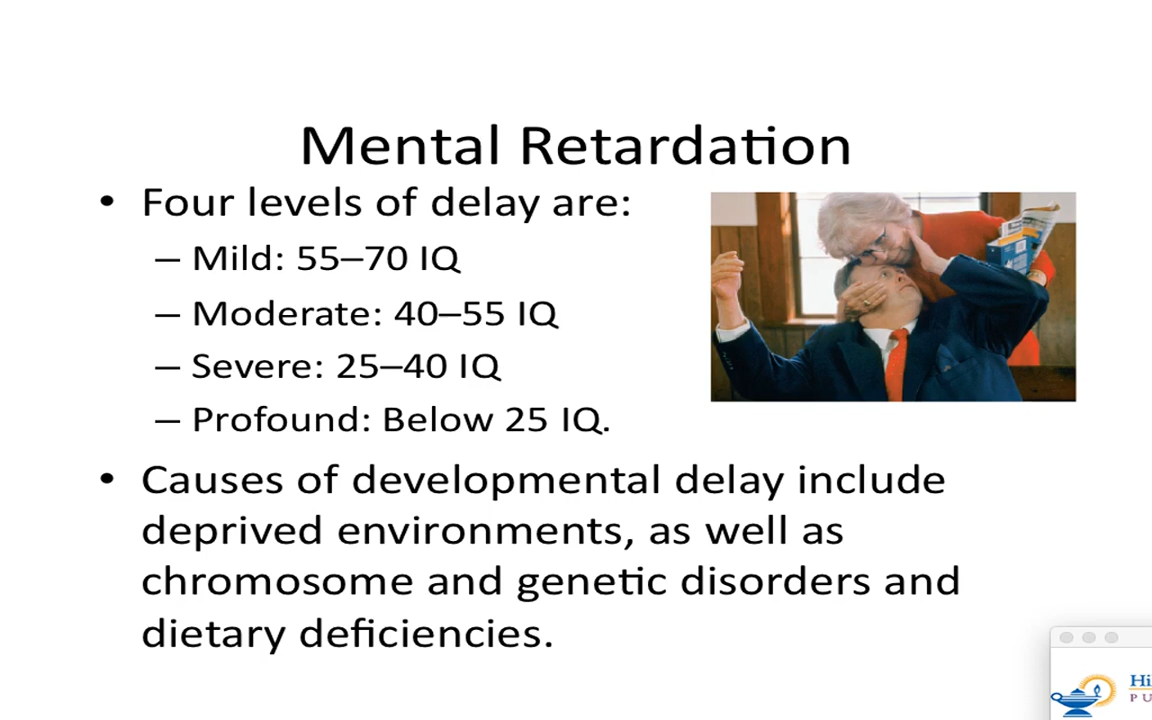 Mental Retardation
• Four levels of delay are:
– Mild: 55–70 IQ
– Moderate: 40–55 IQ
– Severe: 25–40 IQ
– Profound: Below 25 IQ.
• Causes of developmental delay include
deprived environments, as well as
chromosome and genetic disorders and
dietary deficiencies.